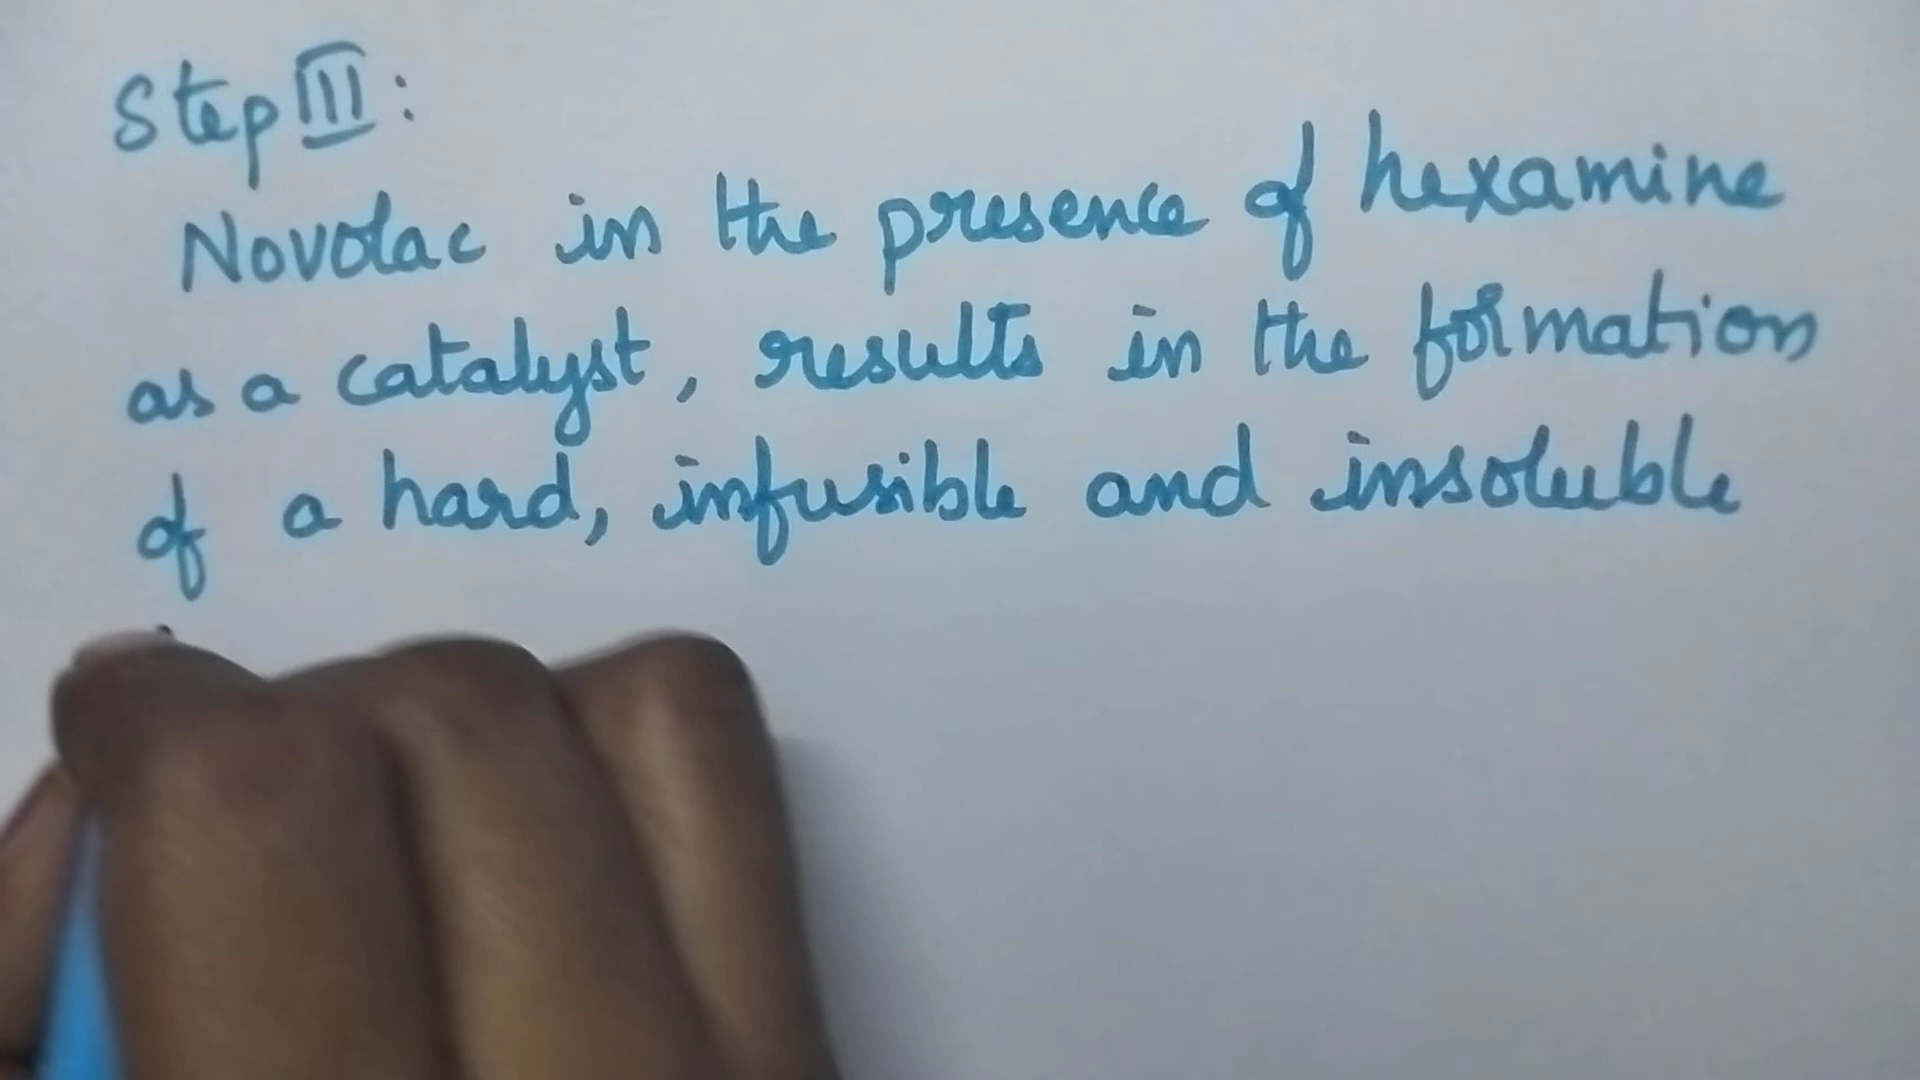 Step III:
Novolac in the presence of hexamine
as a catalyst, results in the formation
of a hard, infusible and insoluble